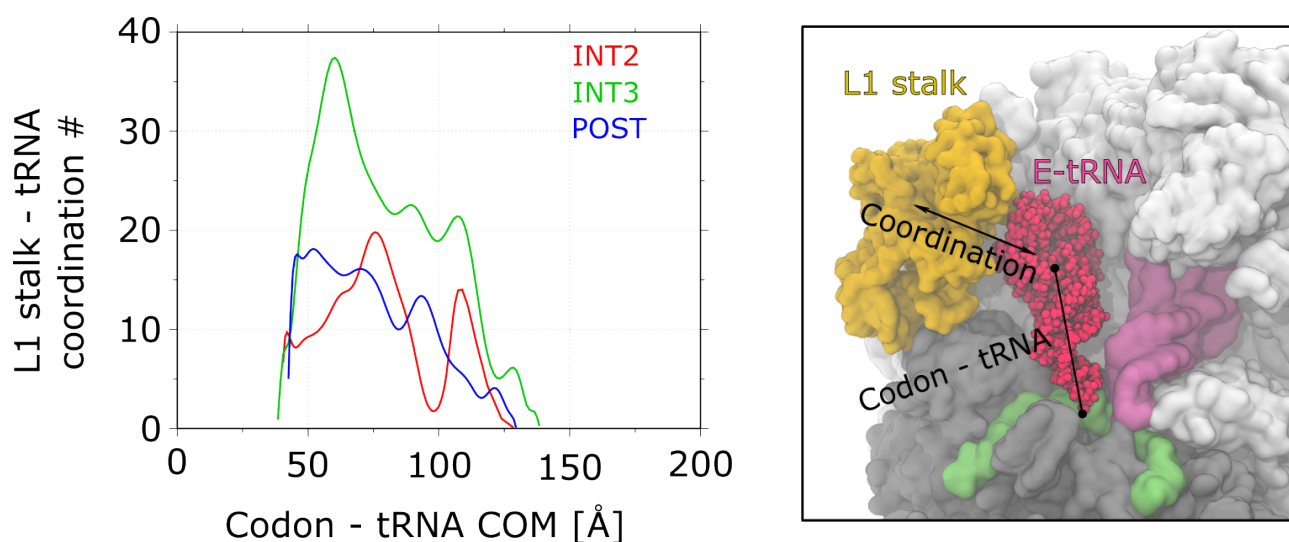 L1 stalk - tRNA
coordination #
40
30
20
10
0
0
50
100
150
200
Codon - tRNA COM [Å]
INT2
INT3
POST
L1 stalk
E-tRNA
Coordination
Codon - tRNA